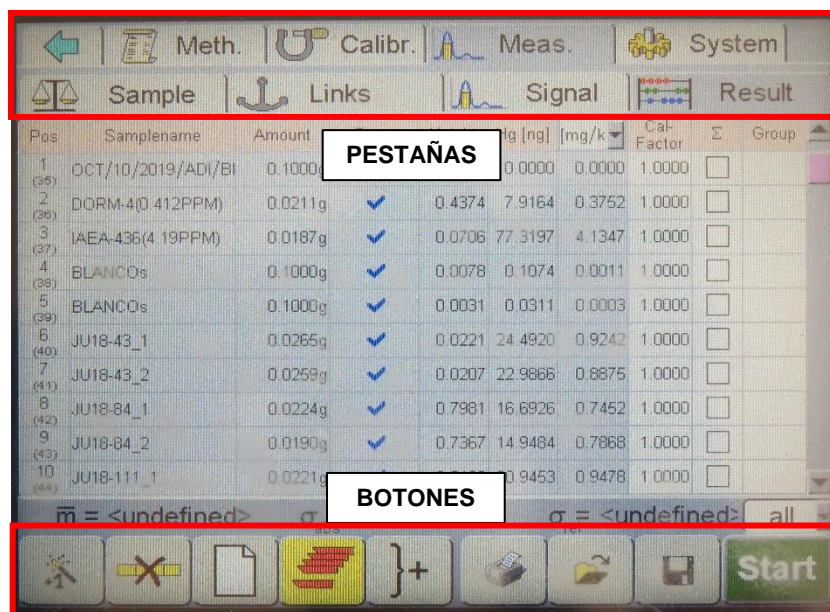 Meth. Calibr. Meas. System
Sample Links Signal Result
Pos Samplename Amount Hg [ng] [mg/k Cal-Factor Σ Group
PESTAÑAS
1 (35) OCT/10/2019/ADI/BI 0.1000 0.0000 0.0000 1.0000
2 (36) DORM-4(0.412PPM) 0.0211g 0.4374 7.9164 0.3752 1.0000
3 (37) IAEA-436(4.19PPM) 0.0187g 0.0706 77.3197 4.1347 1.0000
4 (38) BLANCOs 0.1000g 0.0078 0.1074 0.0011 1.0000
5 (39) BLANCOs 0.1000g 0.0031 0.0311 0.0003 1.0000
6 (40) JU18-43_1 0.0265g 0.0221 24.4920 0.9242 1.0000
7 (41) JU18-43_2 0.0259g 0.0207 22.9866 0.8875 1.0000
8 (42) JU18-84_1 0.0224g 0.7981 16.6926 0.7452 1.0000
9 (43) JU18-84_2 0.0190g 0.7367 14.9484 0.7868 1.0000
10 (44) JU18-111_1 0.0221g 0.9453 0.9478 1.0000
BOTONES
m̅ = <undefined> σ abs σ rel = <undefined> all
}+ Start